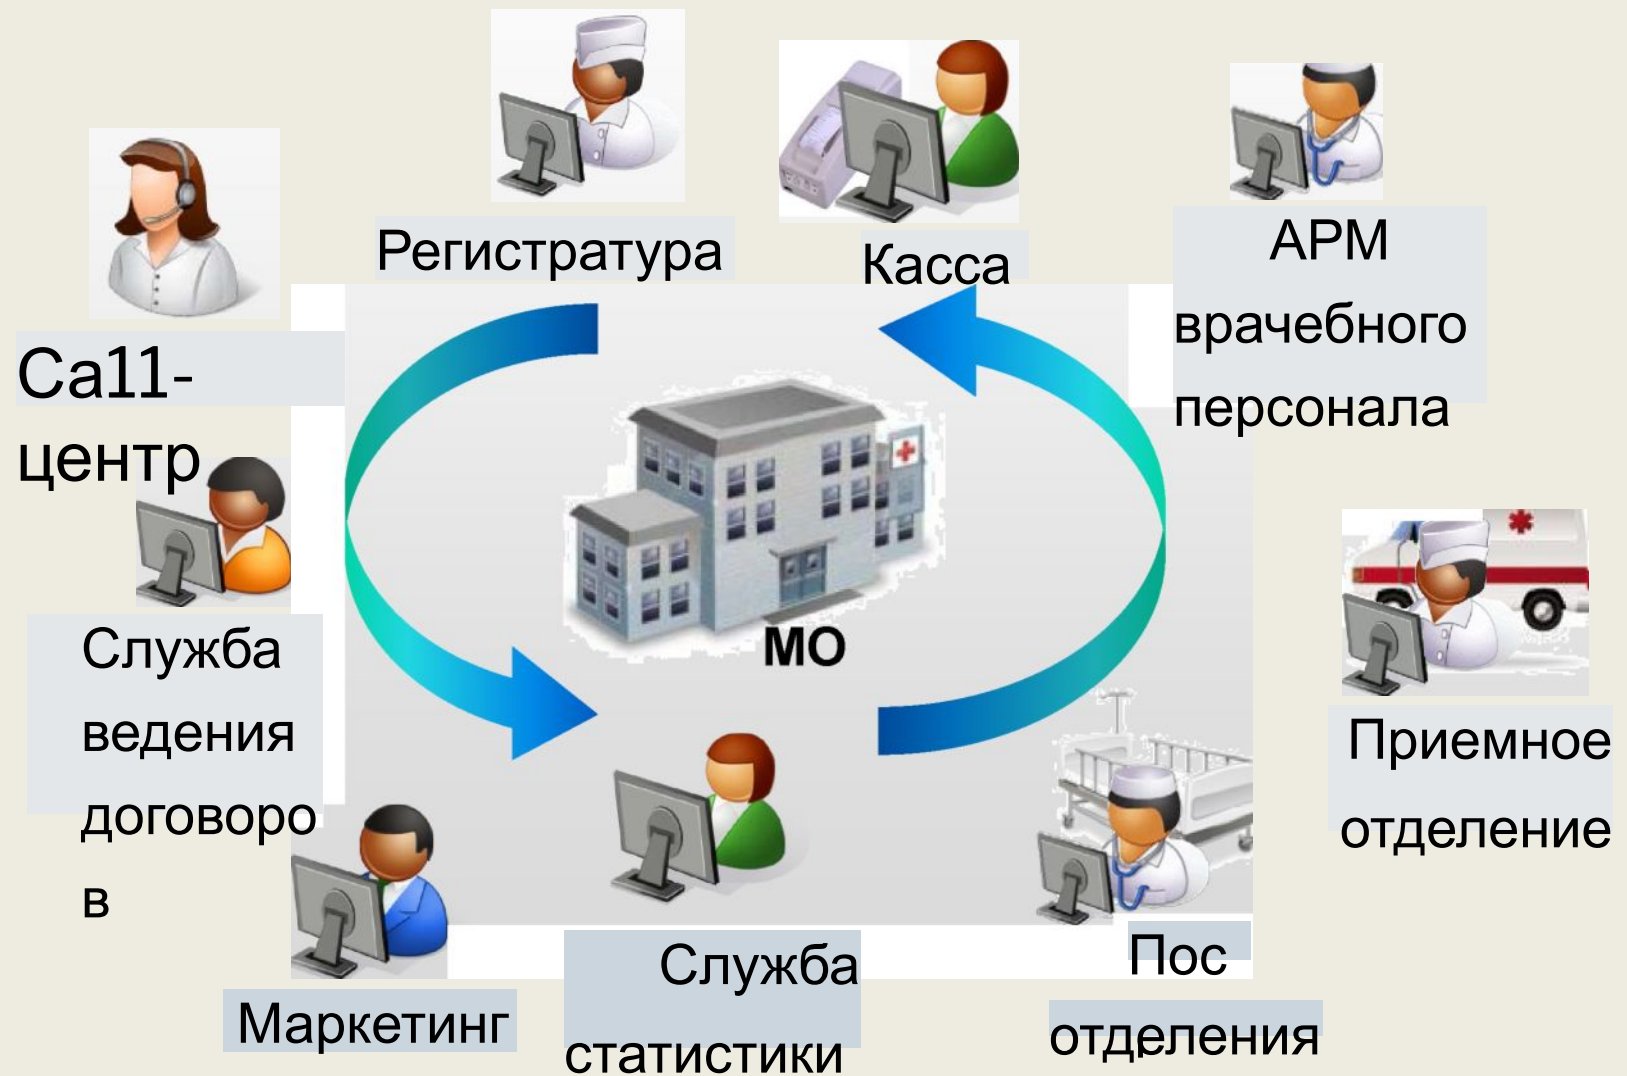 Регистратура
Касса
АРМ
врачебного
персонала
Са11-
центр
МО
Служба
ведения
договоро
в
Приемное
отделение
Маркетинг
Служба
статистики
Пос
отделения